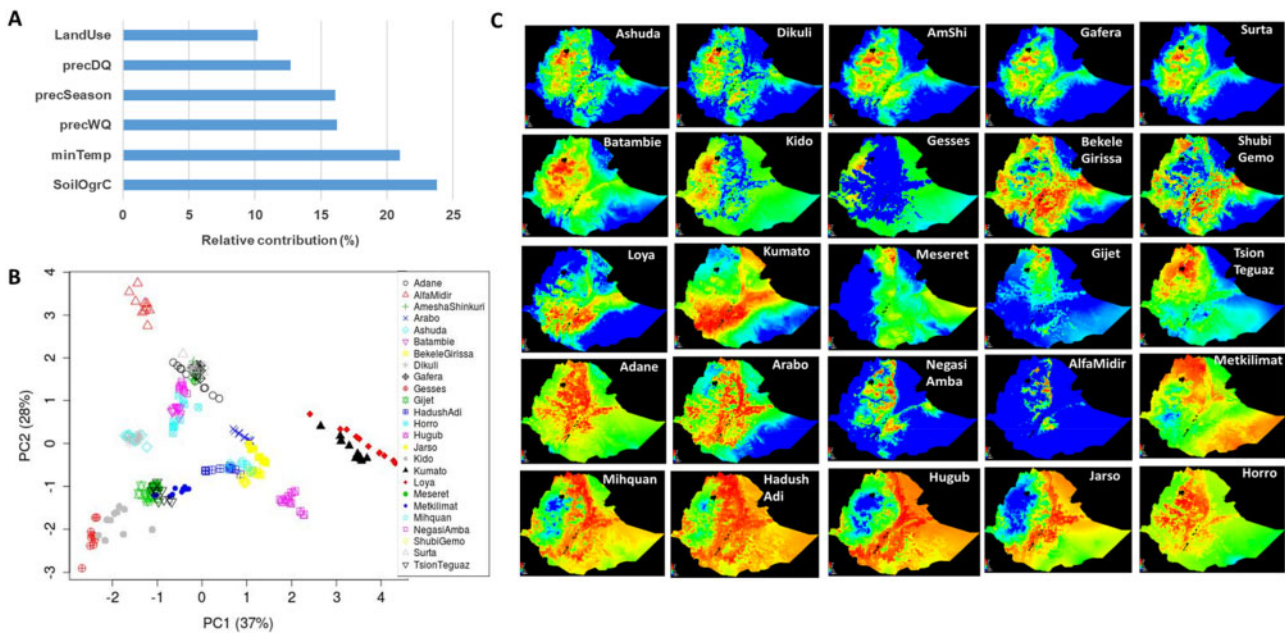 A
LandUse
precDQ
precSeason
precWQ
minTemp
SoilOgrC
0 5 10 15 20 25
Relative contribution (%)
B
4
3
2
1
0
-1
-2
-3
PC2 (28%)
-2 -1 0 1 2 3 4
PC1 (37%)
Adane
AlfaMidir
AmeshaShinkuri
Arabo
Ashuda
Batambie
BekeleGirissa
Dikuli
Gafera
Gesses
Gijet
HadushAdi
Horro
Hugub
Jarso
Kido
Kumato
Loya
Meseret
Metkilimat
Mihquan
NegasiAmba
ShubiGemo
Surta
TsionTeguaz
C
Ashuda Dikuli AmShi Gafera Surta
Batambie Kido Gesses Bekele Girissa Shubi Gemo
Loya Kumato Meseret Gijet Tsion Teguaz
Adane Arabo Negasi Amba AlfaMidir Metkilimat
Mihquan Hadush Adi Hugub Jarso Horro